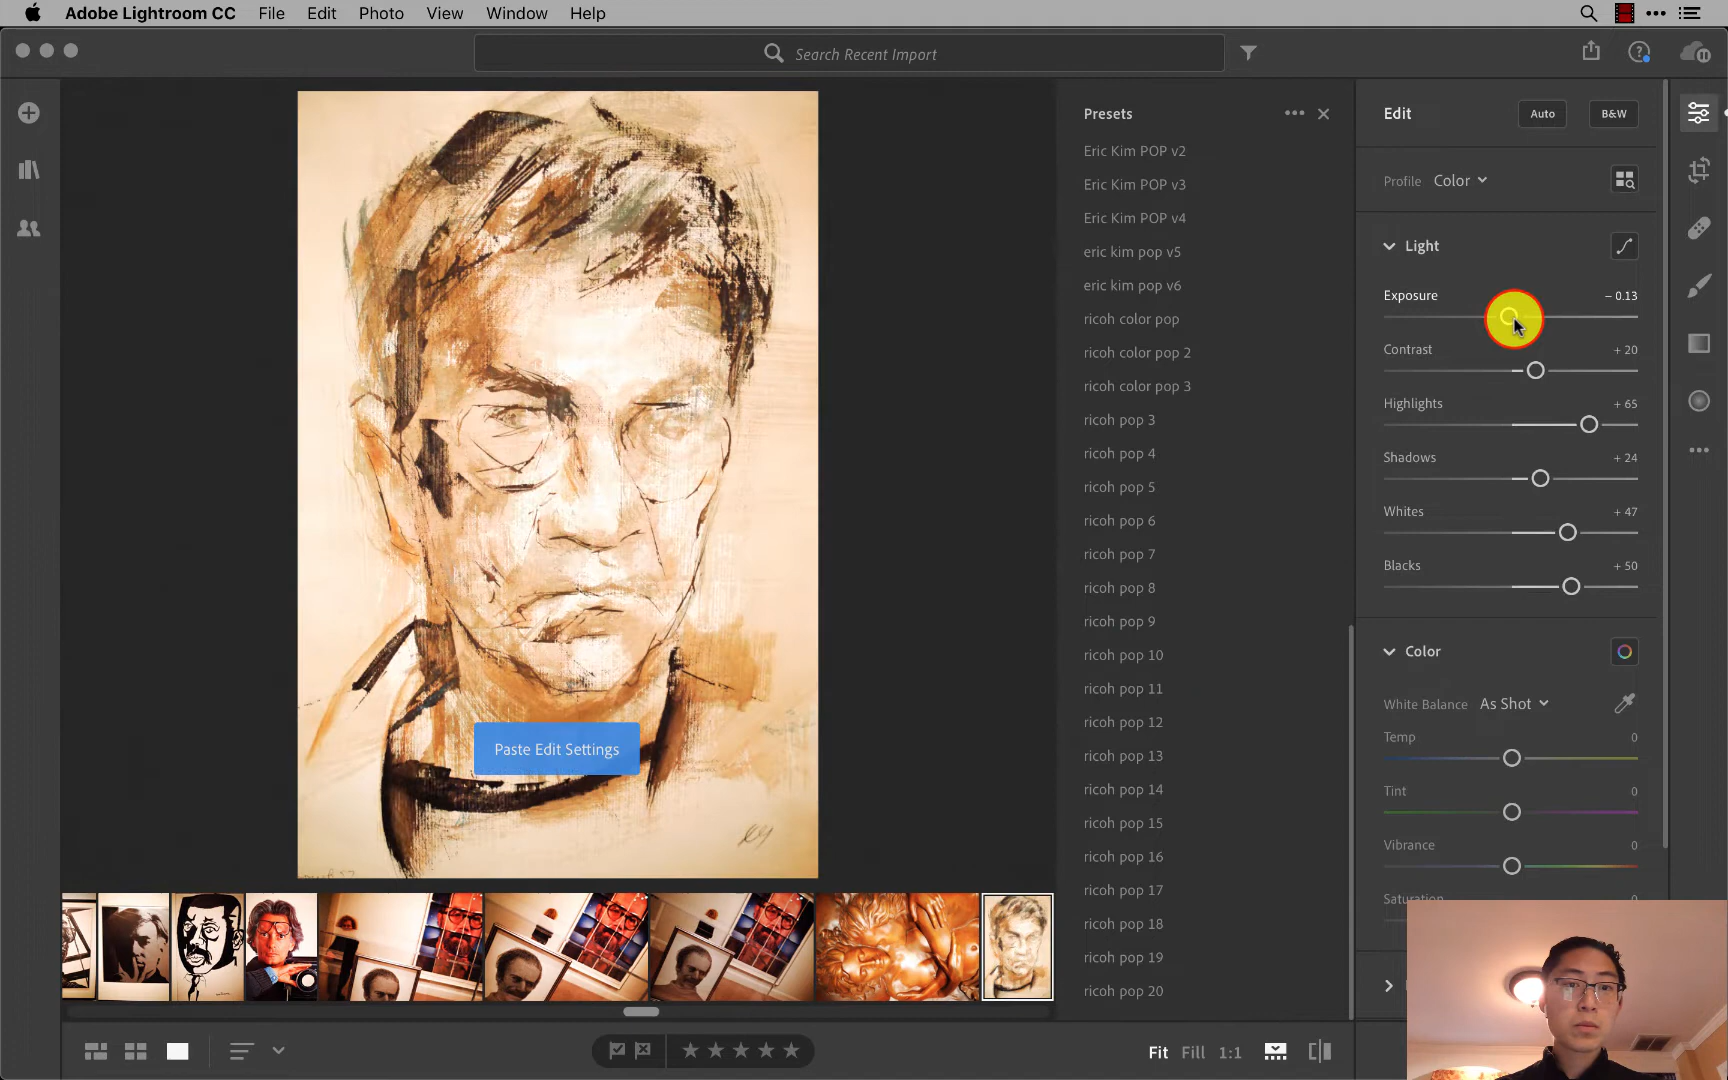 Adobe Lightroom CC File Edit Photo View Window Help
Search Recent Import
Presets
Eric Kim POP v2
Eric Kim POP v3
Eric Kim POP v4
eric kim pop v5
eric kim pop v6
ricoh color pop
ricoh color pop 2
ricoh color pop 3
ricoh pop 3
ricoh pop 4
ricoh pop 5
ricoh pop 6
ricoh pop 7
ricoh pop 8
ricoh pop 9
ricoh pop 10
ricoh pop 11
ricoh pop 12
ricoh pop 13
ricoh pop 14
ricoh pop 15
ricoh pop 16
ricoh pop 17
ricoh pop 18
ricoh pop 19
ricoh pop 20
Edit Auto B&W
Profile Color
Light
Exposure − 0.13
Contrast + 20
Highlights + 65
Shadows + 24
Whites + 47
Blacks + 50
Color
White Balance As Shot
Temp 0
Tint 0
Vibrance 0
Saturation 0
Paste Edit Settings
Fit Fill 1:1